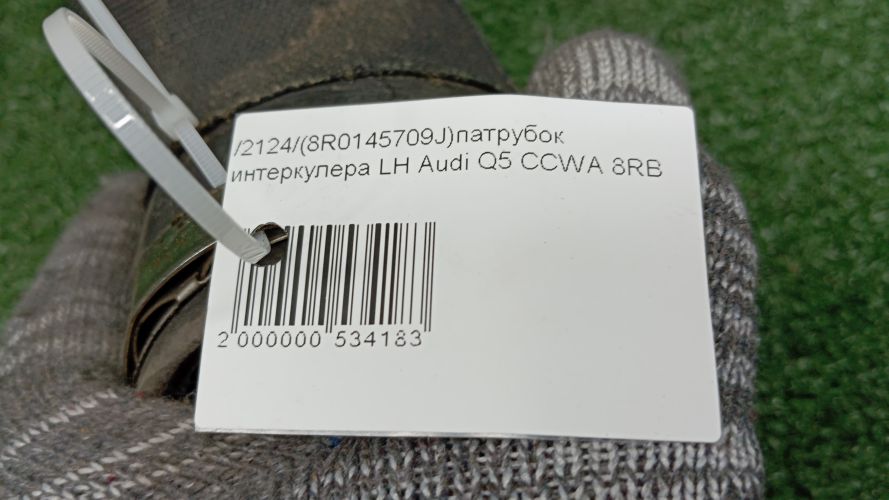 /2124/(8R0145709J)патрубок
интеркулера LH Audi Q5 CCWA 8RB
2 000000 534183